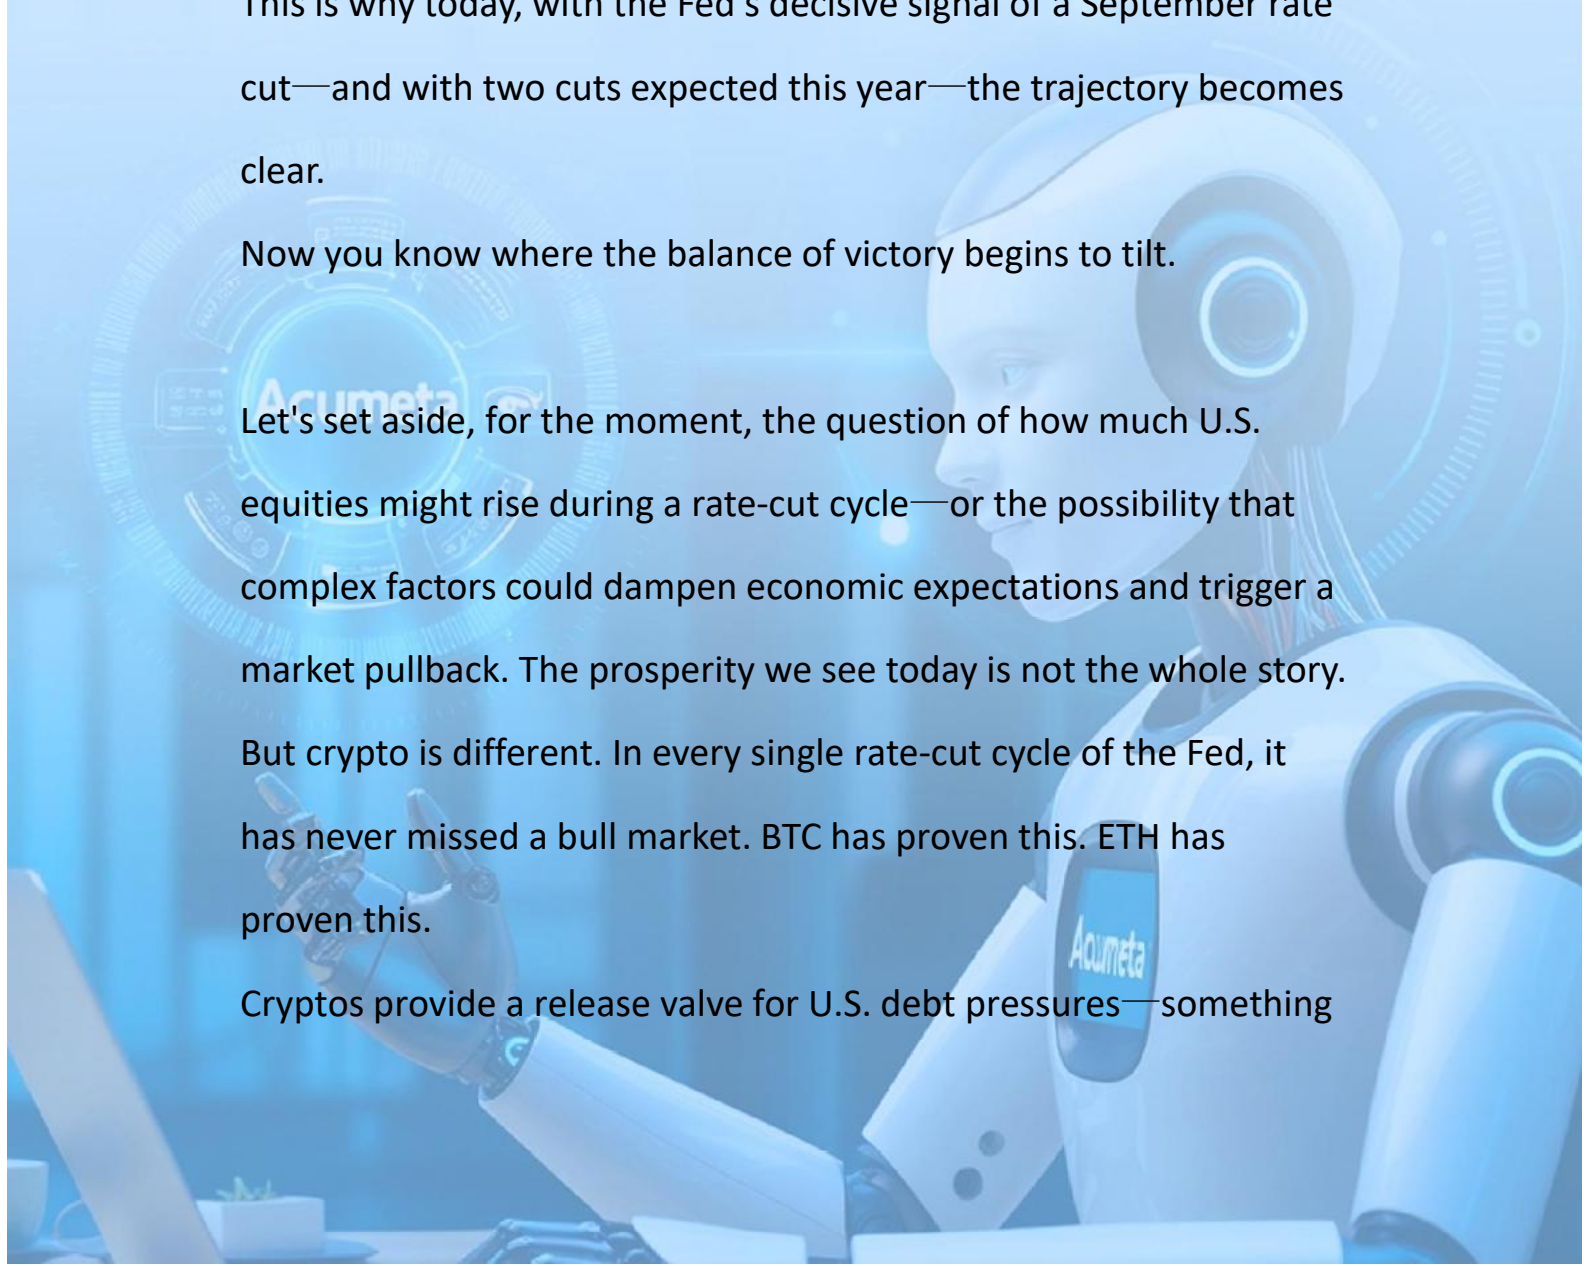 This is why today, with the Fed's decisive signal of a September rate
cut—and with two cuts expected this year—the trajectory becomes
clear.
Now you know where the balance of victory begins to tilt.
Acumeta
Let's set aside, for the moment, the question of how much U.S.
equities might rise during a rate-cut cycle—or the possibility that
complex factors could dampen economic expectations and trigger a
market pullback. The prosperity we see today is not the whole story.
But crypto is different. In every single rate-cut cycle of the Fed, it
has never missed a bull market. BTC has proven this. ETH has
proven this.
Acumeta
Cryptos provide a release valve for U.S. debt pressures—something